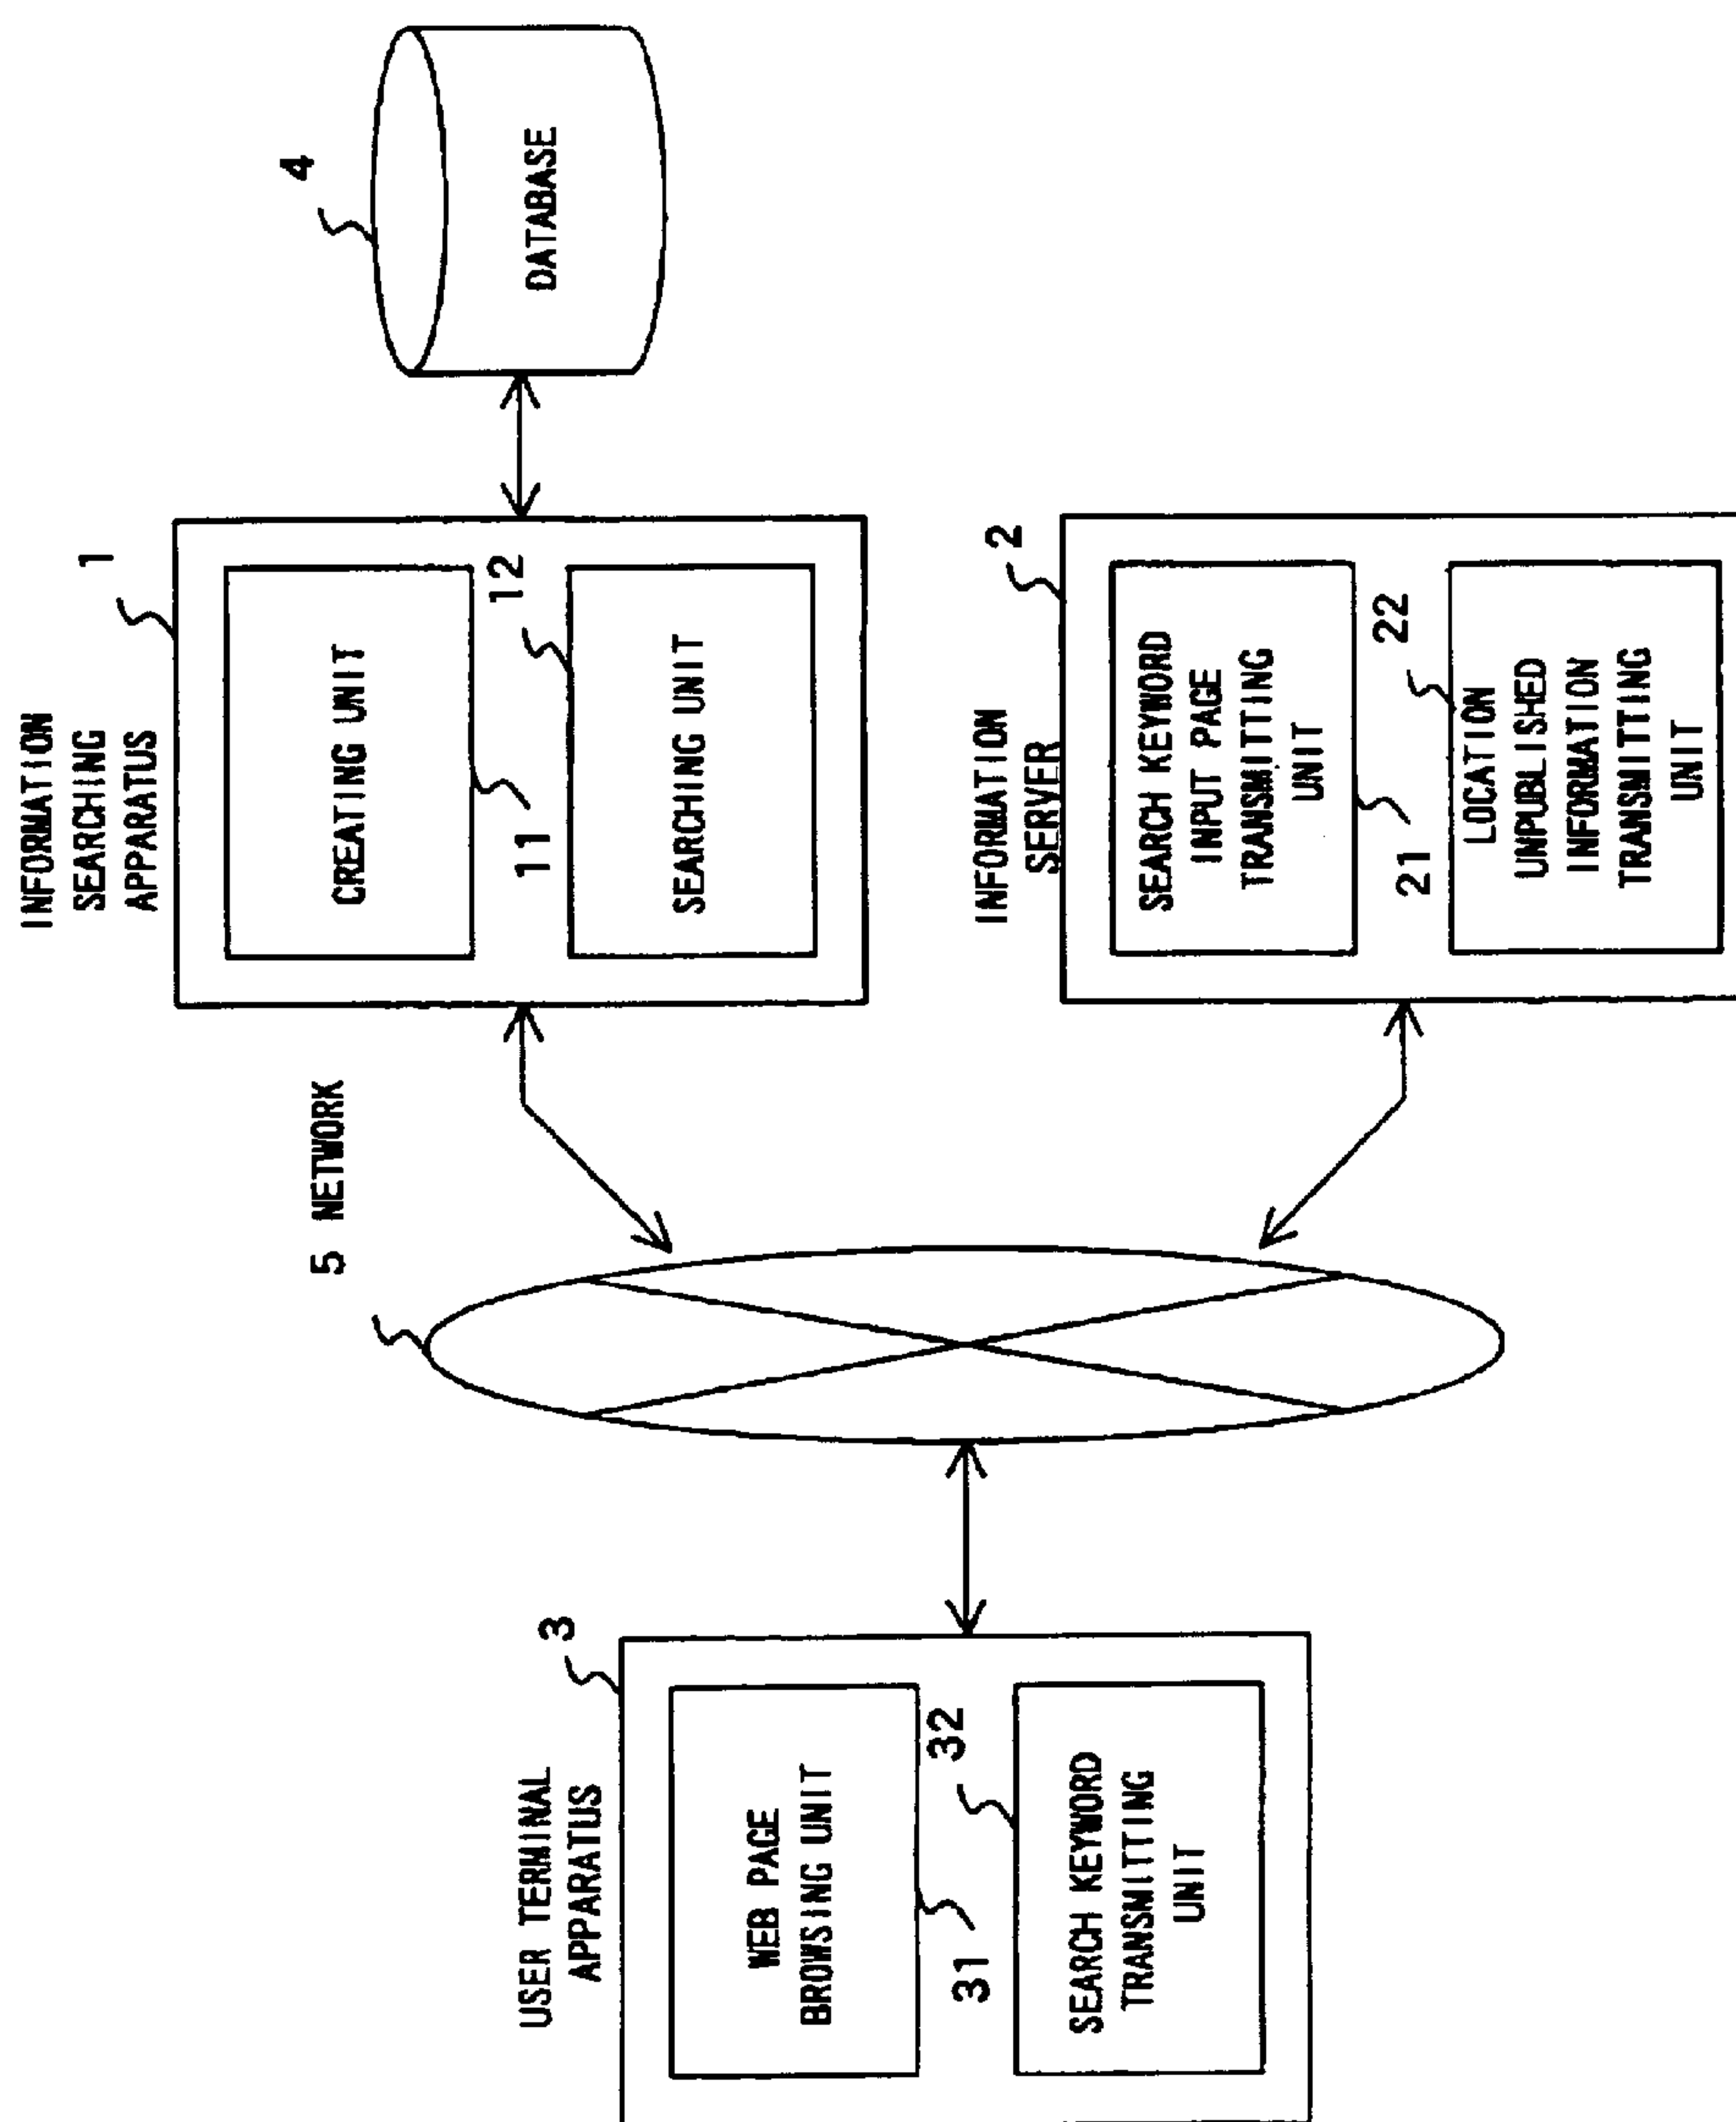 USER TERMINAL
APPARATUS
3
WEB PAGE
BROWSING UNIT
31
32
SEARCH KEYWORD
TRANSMITTING
UNIT
5 NETWORK
INFORMATION
SEARCHING
APPARATUS
1
CREATING UNIT
11
12
SEARCHING UNIT
INFORMATION
SERVER
2
SEARCH KEYWORD
INPUT PAGE
TRANSMITTING
UNIT
21
22
LOCATION
UNPUBLISHED
INFORMATION
TRANSMITTING
UNIT
4
DATABASE